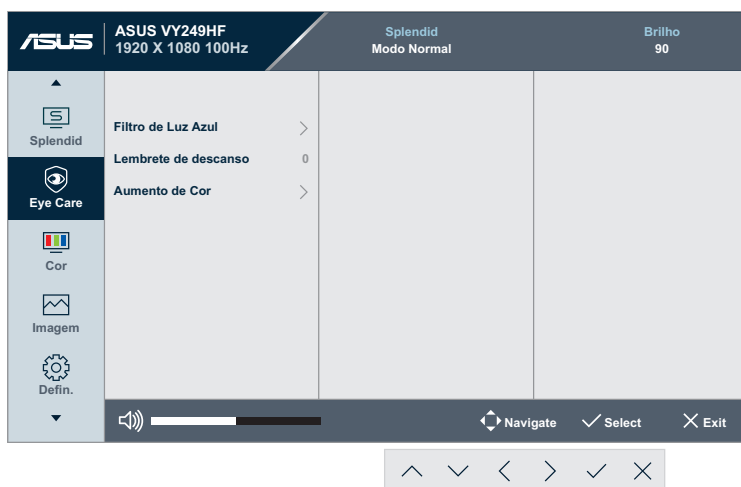 ASUS
ASUS VY249HF
1920 X 1080 100Hz
Splendid
Modo Normal
Brilho
90
Splendid
Eye Care
Cor
Imagem
Defin.
Filtro de Luz Azul
Lembrete de descanso 0
Aumento de Cor
Navigate
Select
Exit